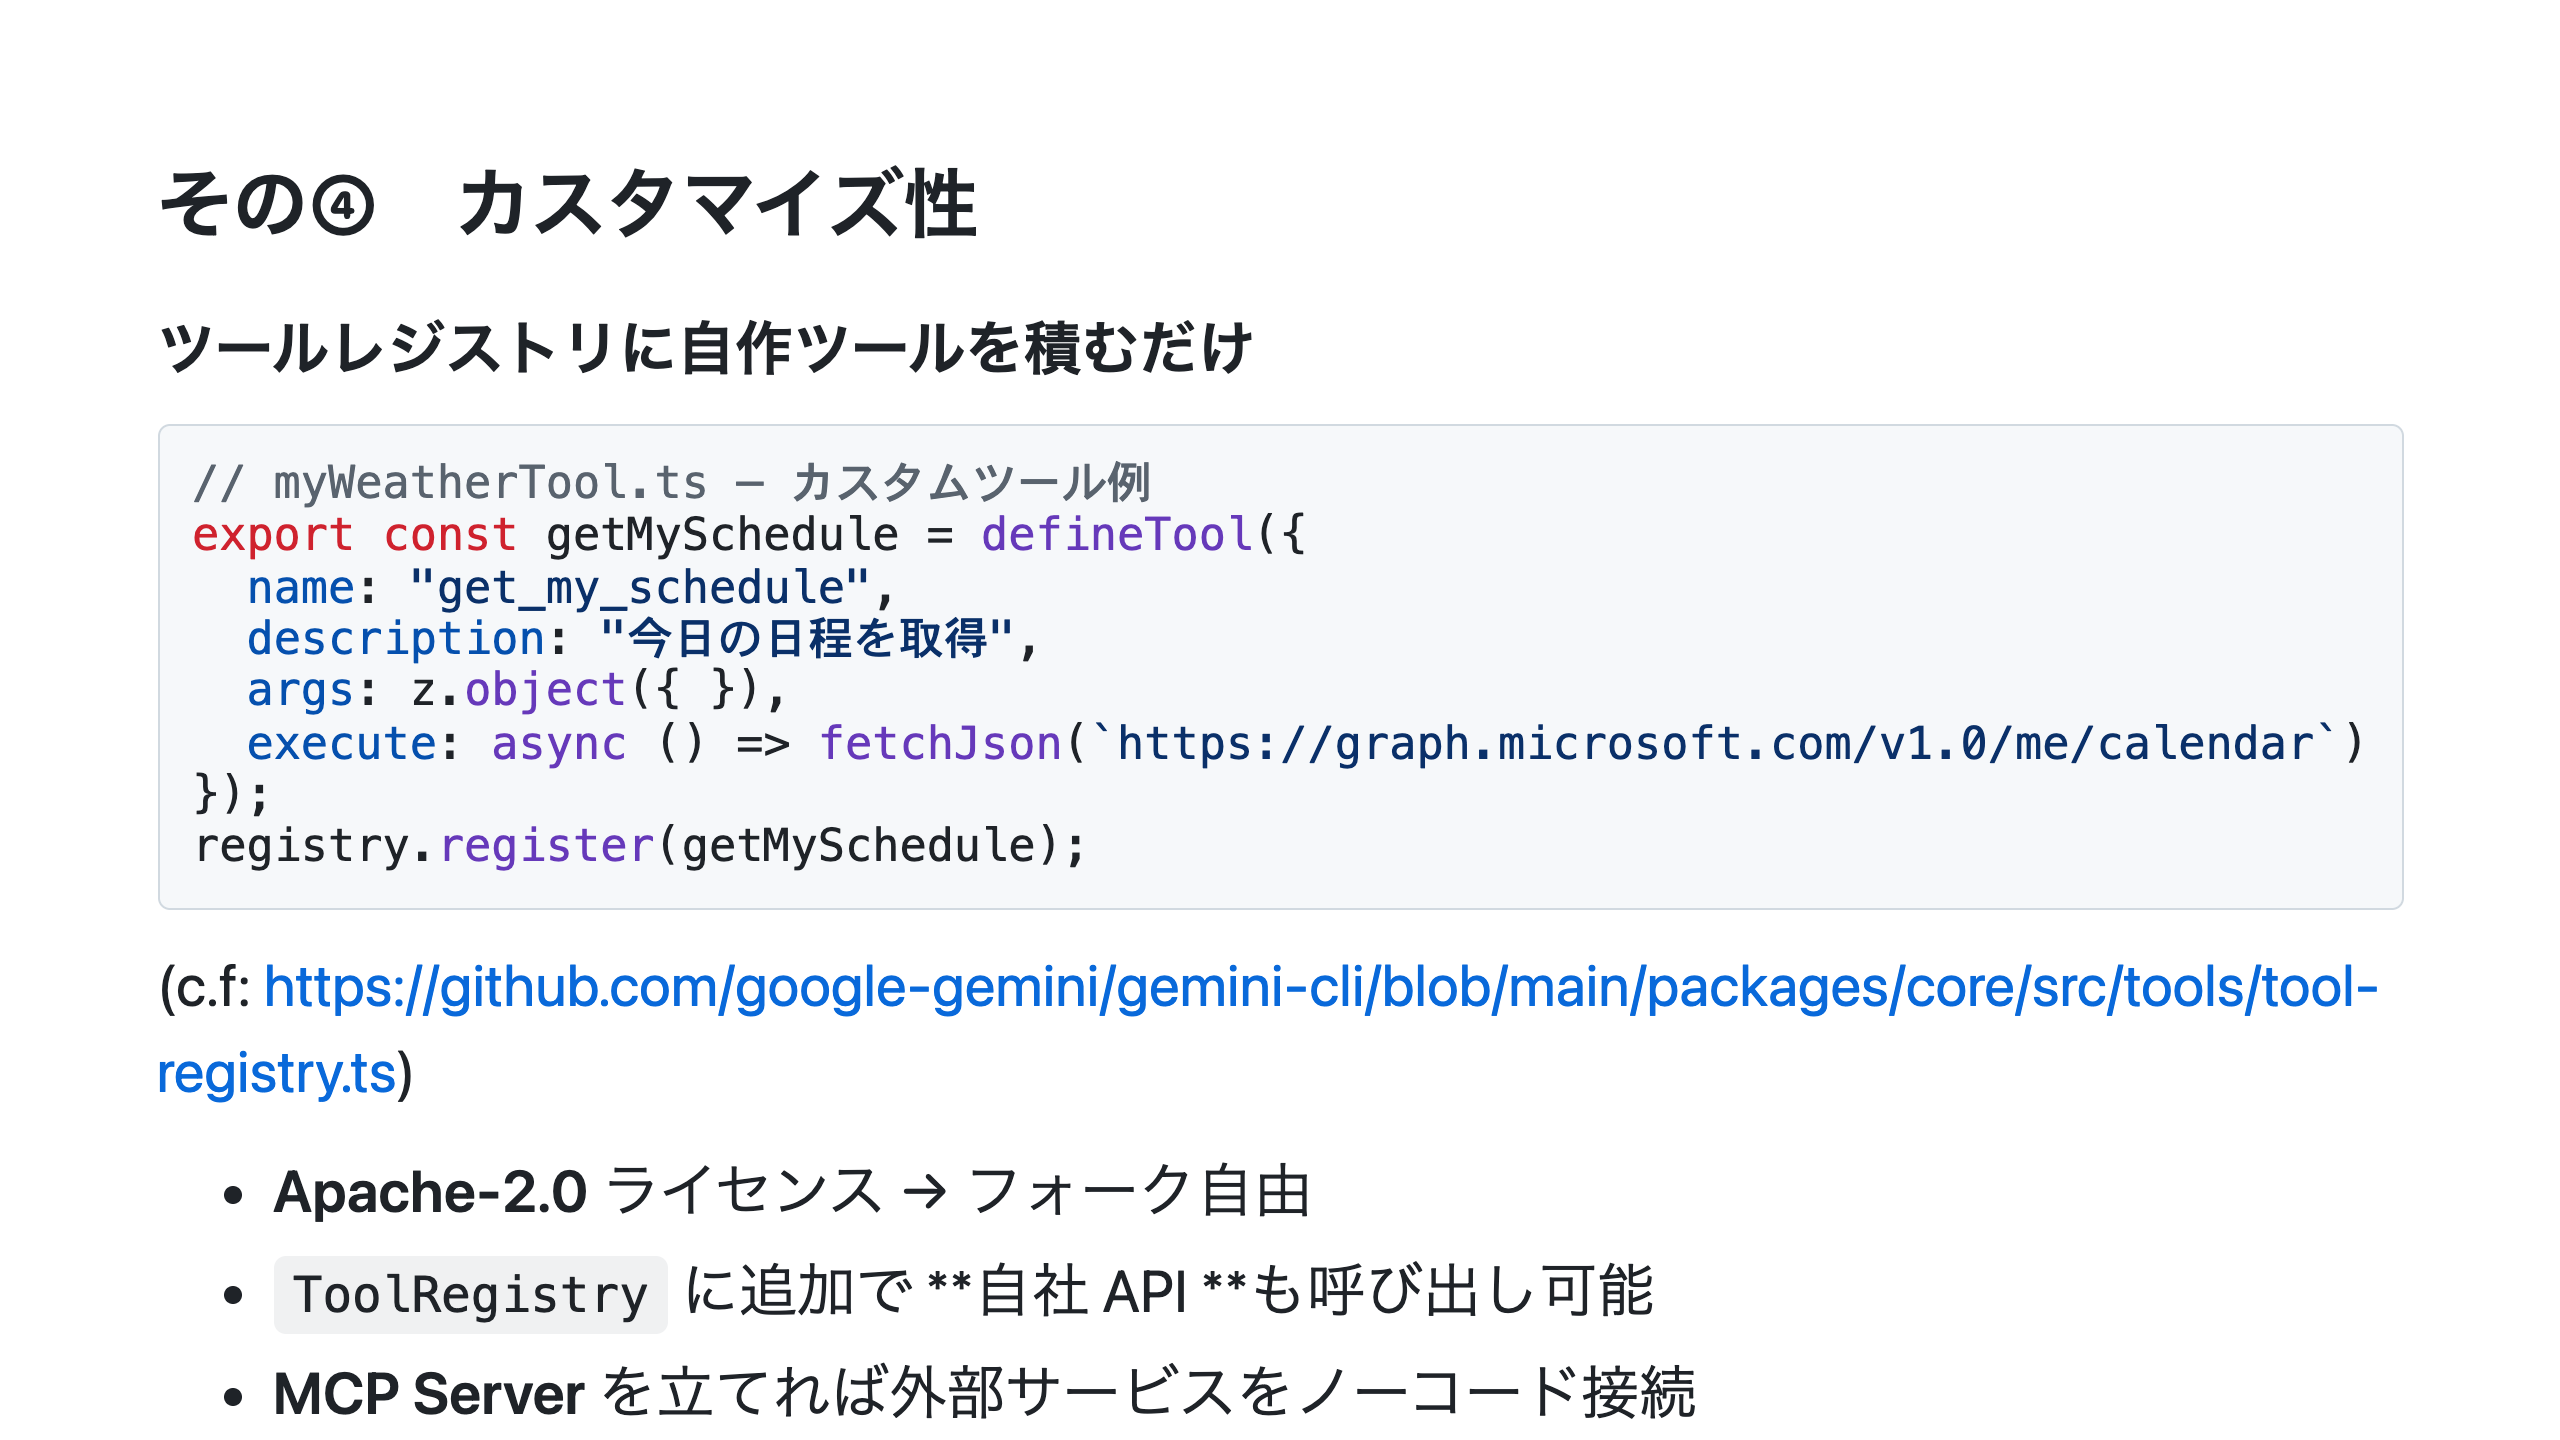 その④　カスタマイズ性
ツールレジストリに自作ツールを積むだけ
// myWeatherTool.ts — カスタムツール例
export const getMySchedule = defineTool({
  name: "get_my_schedule",
  description: "今日の日程を取得",
  args: z.object({ }),
  execute: async () => fetchJson(`https://graph.microsoft.com/v1.0/me/calendar`)
});
registry.register(getMySchedule);
(c.f: https://github.com/google-gemini/gemini-cli/blob/main/packages/core/src/tools/tool-
registry.ts)
• Apache-2.0 ライセンス → フォーク自由
• ToolRegistry に追加で **自社 API **も呼び出し可能
• MCP Server を立てれば外部サービスをノーコード接続